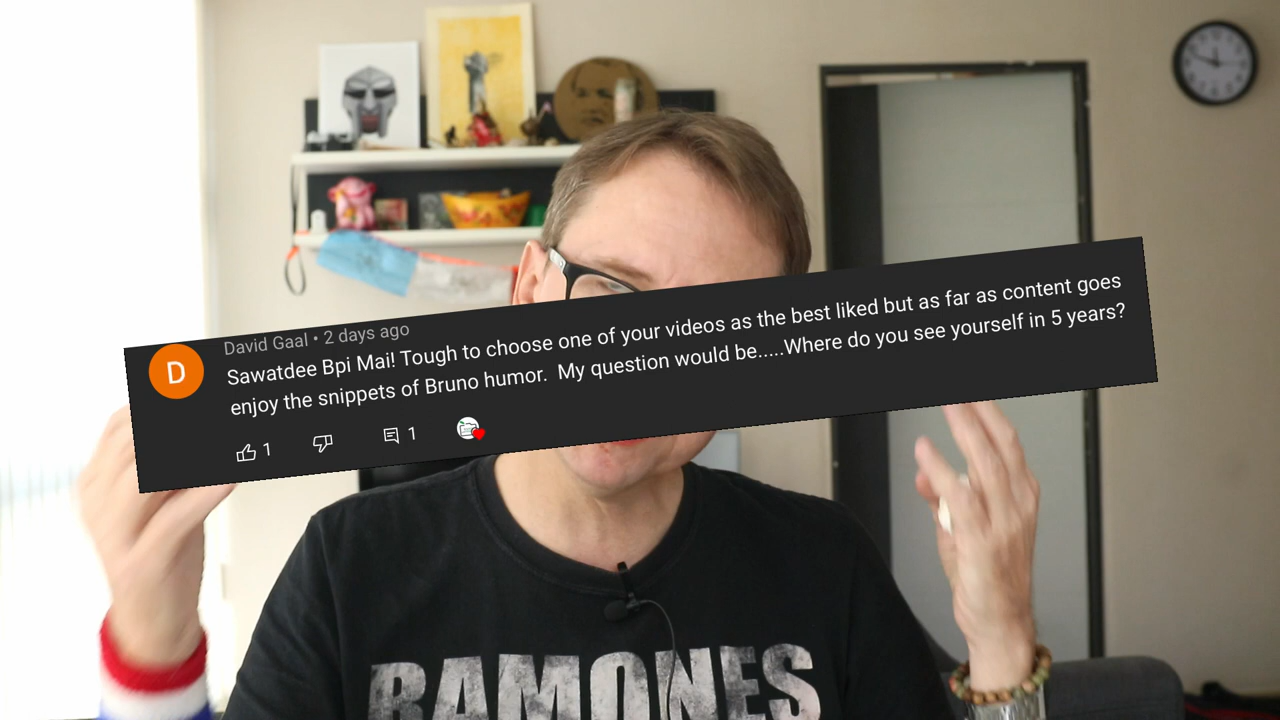 David Gaal • 2 days ago
Sawatdee Bpi Mai! Tough to choose one of your videos as the best liked but as far as content goes
enjoy the snippets of Bruno humor.  My question would be.....Where do you see yourself in 5 years?
D
1
1
RAMONES